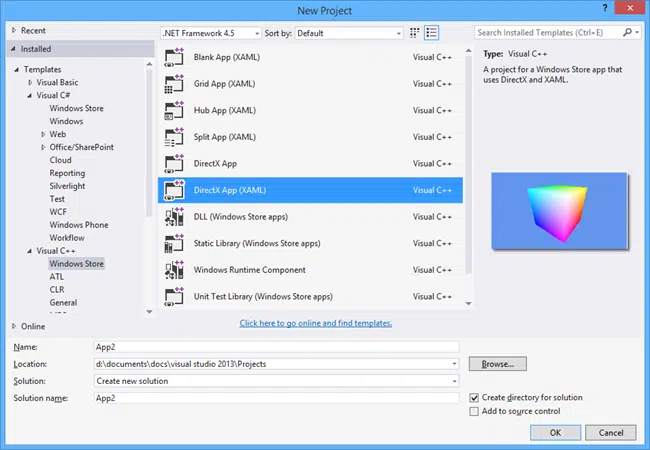 New Project
Recent
.NET Framework 4.5 Sort by: Default
Search Installed Templates (Ctrl+E)
Installed
Templates
Visual Basic
Visual C#
Windows Store
Windows
Web
Office/SharePoint
Cloud
Reporting
Silverlight
Test
WCF
Windows Phone
Workflow
Visual C++
Windows Store
ATL
CLR
General
Online
Blank App (XAML) Visual C++
Grid App (XAML) Visual C++
Hub App (XAML) Visual C++
Split App (XAML) Visual C++
DirectX App Visual C++
DirectX App (XAML) Visual C++
DLL (Windows Store apps) Visual C++
Static Library (Windows Store apps) Visual C++
Windows Runtime Component Visual C++
Unit Test Library (Windows Store apps) Visual C++
Click here to go online and find templates.
Type: Visual C++
A project for a Windows Store app that
uses DirectX and XAML.
Name: App2
Location: d:\documents\docs\visual studio 2013\Projects
Browse...
Solution: Create new solution
Solution name: App2
Create directory for solution
Add to source control
OK Cancel